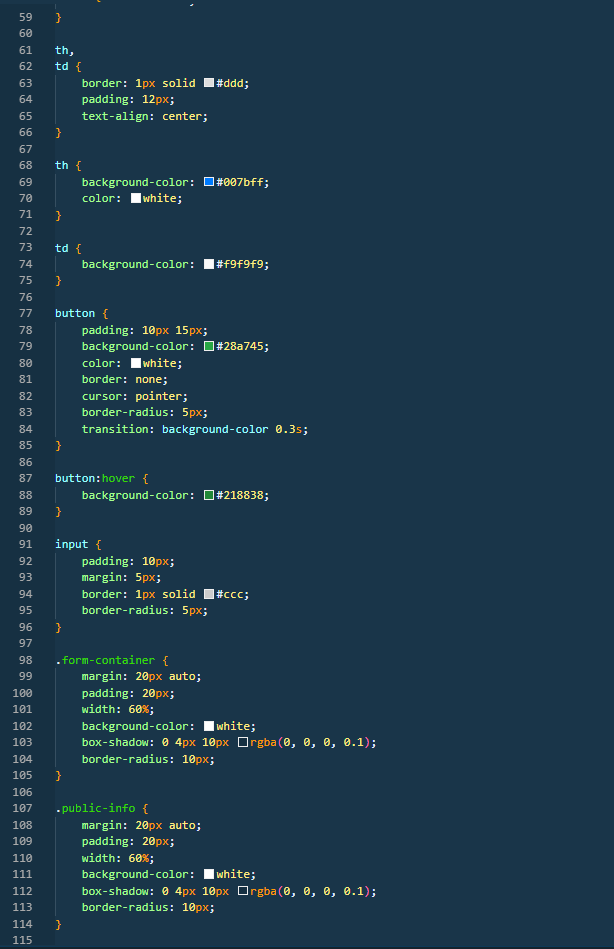 59 }
60
61 th,
62 td {
63     border: 1px solid #ddd;
64     padding: 12px;
65     text-align: center;
66 }
67
68 th {
69     background-color: #007bff;
70     color: white;
71 }
72
73 td {
74     background-color: #f9f9f9;
75 }
76
77 button {
78     padding: 10px 15px;
79     background-color: #28a745;
80     color: white;
81     border: none;
82     cursor: pointer;
83     border-radius: 5px;
84     transition: background-color 0.3s;
85 }
86
87 button:hover {
88     background-color: #218838;
89 }
90
91 input {
92     padding: 10px;
93     margin: 5px;
94     border: 1px solid #ccc;
95     border-radius: 5px;
96 }
97
98 .form-container {
99     margin: 20px auto;
100     padding: 20px;
101     width: 60%;
102     background-color: white;
103     box-shadow: 0 4px 10px rgba(0, 0, 0, 0.1);
104     border-radius: 10px;
105 }
106
107 .public-info {
108     margin: 20px auto;
109     padding: 20px;
110     width: 60%;
111     background-color: white;
112     box-shadow: 0 4px 10px rgba(0, 0, 0, 0.1);
113     border-radius: 10px;
114 }
115